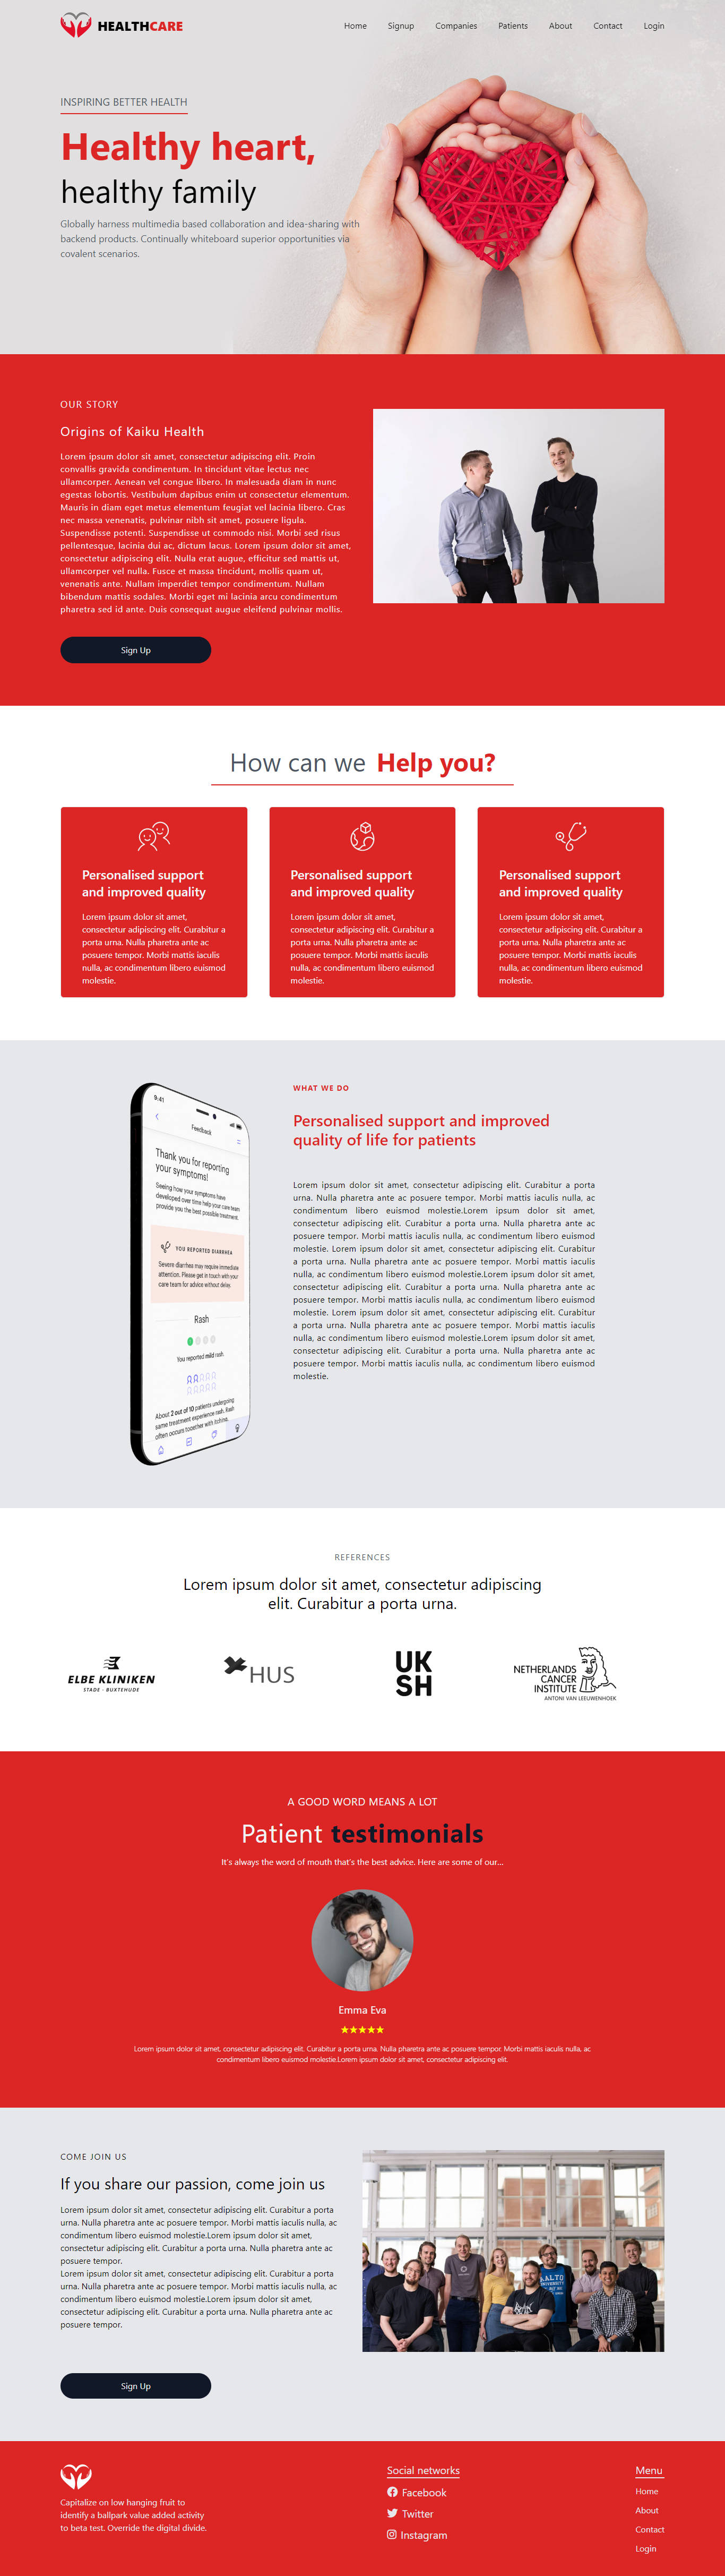 HEALTHCARE
Home Signup Companies Patients About Contact Login
INSPIRING BETTER HEALTH
Healthy heart,
healthy family
Globally harness multimedia based collaboration and idea-sharing with
backend products. Continually whiteboard superior opportunities via
covalent scenarios.
OUR STORY
Origins of Kaiku Health
Lorem ipsum dolor sit amet, consectetur adipiscing elit. Proin
convallis gravida condimentum. In tincidunt vitae lectus nec
ullamcorper. Aenean vel congue libero. In malesuada diam in nunc
egestas lobortis. Vestibulum dapibus enim ut consectetur elementum.
Mauris in diam eget metus elementum feugiat vel lacinia libero. Cras
nec massa venenatis, pulvinar nibh sit amet, posuere ligula.
Suspendisse potenti. Suspendisse ut commodo nisi. Morbi sed risus
pellentesque, lacinia dui ac, dictum lacus. Lorem ipsum dolor sit amet,
consectetur adipiscing elit. Nulla erat augue, efficitur sed mattis ut,
ullamcorper vel nulla. Fusce et massa tincidunt, mollis quam ut,
venenatis ante. Nullam imperdiet tempor condimentum. Nullam
bibendum mattis sodales. Morbi eget mi lacinia arcu condimentum
pharetra sed id ante. Duis consequat augue eleifend pulvinar mollis.
Sign Up
How can we Help you?
Personalised support
and improved quality
Lorem ipsum dolor sit amet,
consectetur adipiscing elit. Curabitur a
porta urna. Nulla pharetra ante ac
posuere tempor. Morbi mattis iaculis
nulla, ac condimentum libero euismod
molestie.
Personalised support
and improved quality
Lorem ipsum dolor sit amet,
consectetur adipiscing elit. Curabitur a
porta urna. Nulla pharetra ante ac
posuere tempor. Morbi mattis iaculis
nulla, ac condimentum libero euismod
molestie.
Personalised support
and improved quality
Lorem ipsum dolor sit amet,
consectetur adipiscing elit. Curabitur a
porta urna. Nulla pharetra ante ac
posuere tempor. Morbi mattis iaculis
nulla, ac condimentum libero euismod
molestie.
9:41
Feedback
Thank you for reporting
your symptoms!
Seeing how your symptoms have
developed over time help your care team
provide you the best possible treatment.
YOU REPORTED DIARRHEA
Severe diarrhea may require immediate
attention. Please get in touch with your
care team for advice without delay.
Rash
You reported mild rash.
About 2 out of 10 patients undergoing
same treatment experience rash. Rash
often occurs together with itching.
WHAT WE DO
Personalised support and improved
quality of life for patients
Lorem ipsum dolor sit amet, consectetur adipiscing elit. Curabitur a porta
urna. Nulla pharetra ante ac posuere tempor. Morbi mattis iaculis nulla, ac
condimentum libero euismod molestie.Lorem ipsum dolor sit amet,
consectetur adipiscing elit. Curabitur a porta urna. Nulla pharetra ante ac
posuere tempor. Morbi mattis iaculis nulla, ac condimentum libero euismod
molestie. Lorem ipsum dolor sit amet, consectetur adipiscing elit. Curabitur
a porta urna. Nulla pharetra ante ac posuere tempor. Morbi mattis iaculis
nulla, ac condimentum libero euismod molestie.Lorem ipsum dolor sit amet,
consectetur adipiscing elit. Curabitur a porta urna. Nulla pharetra ante ac
posuere tempor. Morbi mattis iaculis nulla, ac condimentum libero euismod
molestie. Lorem ipsum dolor sit amet, consectetur adipiscing elit. Curabitur
a porta urna. Nulla pharetra ante ac posuere tempor. Morbi mattis iaculis
nulla, ac condimentum libero euismod molestie.Lorem ipsum dolor sit amet,
consectetur adipiscing elit. Curabitur a porta urna. Nulla pharetra ante ac
posuere tempor. Morbi mattis iaculis nulla, ac condimentum libero euismod
molestie.
REFERENCES
Lorem ipsum dolor sit amet, consectetur adipiscing
elit. Curabitur a porta urna.
ELBE KLINIKEN
STADE - BUXTEHUDE
HUS
UK
SH
NETHERLANDS
CANCER
INSTITUTE
ANTONI VAN LEEUWENHOEK
A GOOD WORD MEANS A LOT
Patient testimonials
It's always the word of mouth that's the best advice. Here are some of our...
Emma Eva
★★★★★
Lorem ipsum dolor sit amet, consectetur adipiscing elit. Curabitur a porta urna. Nulla pharetra ante ac posuere tempor. Morbi mattis iaculis nulla, ac
condimentum libero euismod molestie.Lorem ipsum dolor sit amet, consectetur adipiscing elit.
COME JOIN US
If you share our passion, come join us
Lorem ipsum dolor sit amet, consectetur adipiscing elit. Curabitur a porta
urna. Nulla pharetra ante ac posuere tempor. Morbi mattis iaculis nulla, ac
condimentum libero euismod molestie.Lorem ipsum dolor sit amet,
consectetur adipiscing elit. Curabitur a porta urna. Nulla pharetra ante ac
posuere tempor.
Lorem ipsum dolor sit amet, consectetur adipiscing elit. Curabitur a porta
urna. Nulla pharetra ante ac posuere tempor. Morbi mattis iaculis nulla, ac
condimentum libero euismod molestie.Lorem ipsum dolor sit amet,
consectetur adipiscing elit. Curabitur a porta urna. Nulla pharetra ante ac
posuere tempor.
AALTO
Sign Up
Capitalize on low hanging fruit to
identify a ballpark value added activity
to beta test. Override the digital divide.
Social networks
Facebook
Twitter
Instagram
Menu
Home
About
Contact
Login